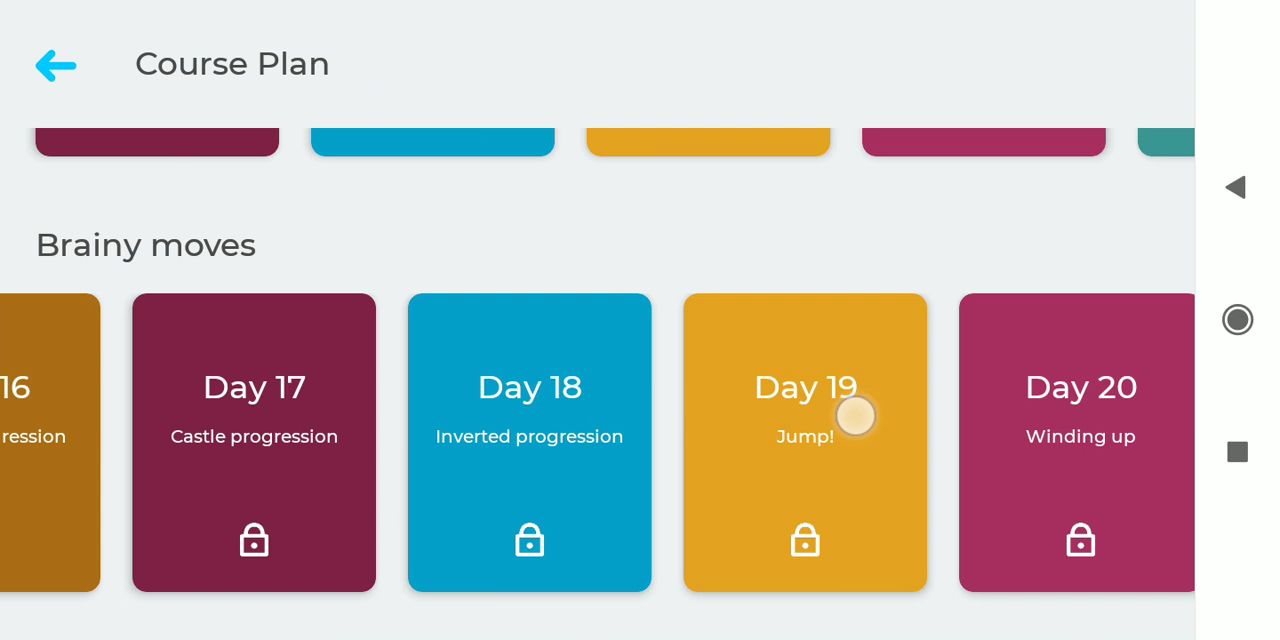 Course Plan
Brainy moves
16
ression
Day 17
Castle progression
Day 18
Inverted progression
Day 19
Jump!
Day 20
Winding up